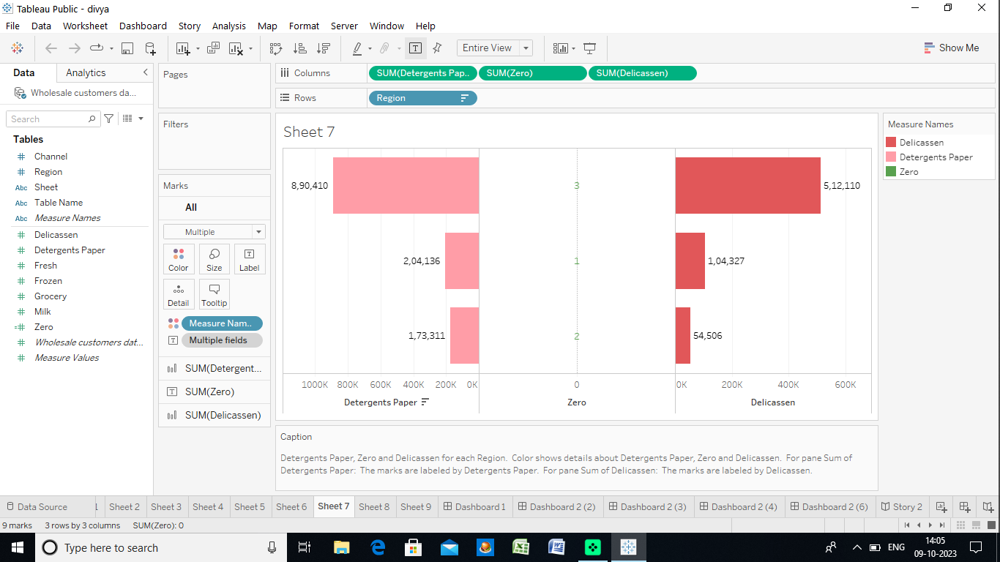 Tableau Public - divya
File Data Worksheet Dashboard Story Analysis Map Format Server Window Help
Entire View
Show Me
Data Analytics
Wholesale customers da...
Search
Tables
Channel
Region
Abc Sheet
Abc Table Name
Abc Measure Names
Delicassen
Detergents Paper
Fresh
Frozen
Grocery
Milk
Zero
Wholesale customers dat...
Measure Values
Pages
Filters
Marks
All
Multiple
Color Size Label
Detail Tooltip
Measure Nam..
Multiple fields
SUM(Detergent...
SUM(Zero)
SUM(Delicassen)
Columns SUM(Detergents Pap.. SUM(Zero) SUM(Delicassen)
Rows Region
Sheet 7
8,90,410 3 5,12,110
2,04,136 1 1,04,327
1,73,311 2 54,506
1000K 800K 600K 400K 200K 0K 0 0K 200K 400K 600K
Detergents Paper Zero Delicassen
Measure Names
Delicassen
Detergents Paper
Zero
Caption
Detergents Paper, Zero and Delicassen for each Region. Color shows details about Detergents Paper, Zero and Delicassen. For pane Sum of
Detergents Paper: The marks are labeled by Detergents Paper. For pane Sum of Delicassen: The marks are labeled by Delicassen.
Data Source Sheet 2 Sheet 3 Sheet 4 Sheet 5 Sheet 6 Sheet 7 Sheet 8 Sheet 9 Dashboard 1 Dashboard 2 (2) Dashboard 2 (3) Dashboard 2 (4) Dashboard 2 (6) Story 2
9 marks 3 rows by 3 columns SUM(Zero): 0
Type here to search
ENG
14:05
09-10-2023